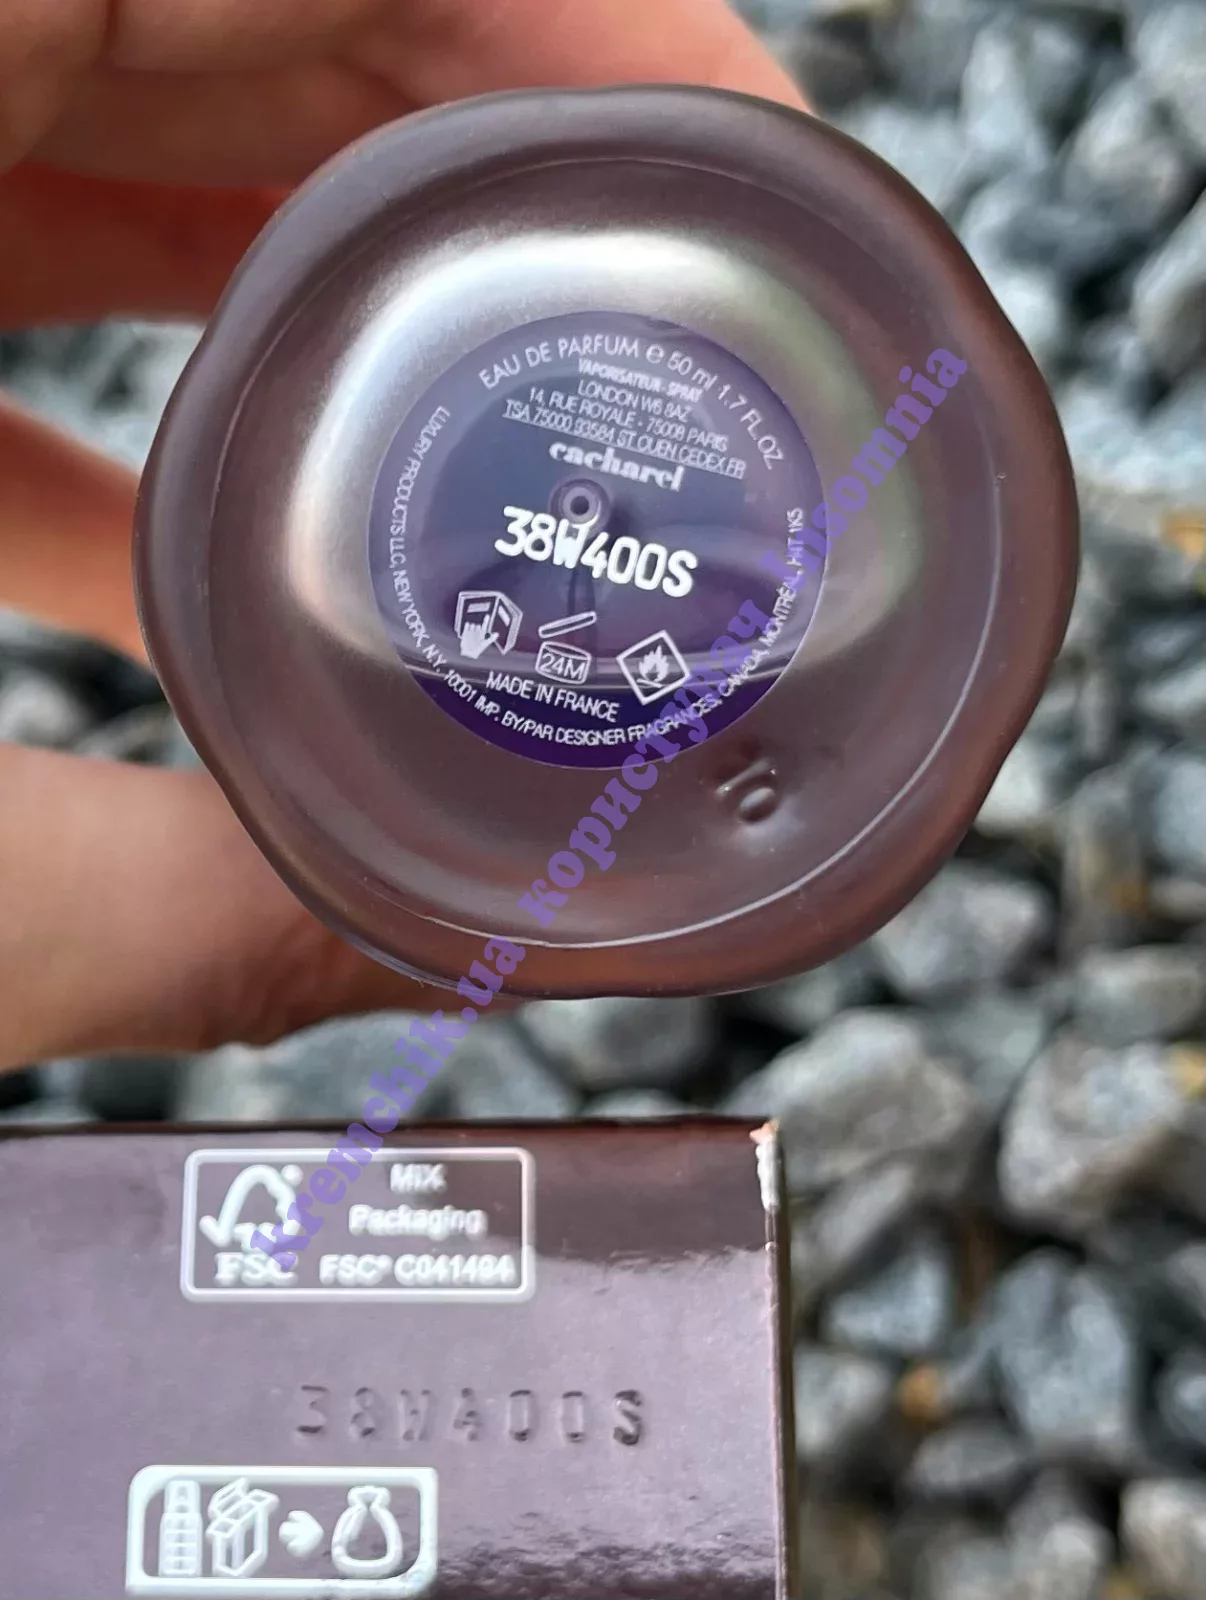 EAU DE PARFUM e 50 ml 1.7 FL.OZ
VAPORISATEUR - SPRAY
LONDON W6 8AZ
14, RUE ROYALE - 75008 PARIS
TSA 75000 93584 ST OUEN CEDEX FR
cacharel
38W400S
24M
MADE IN FRANCE
LUXURY PRODUCTS LLC, NEW YORK, N.Y. 10001 IMP. BY/PAR DESIGNER FRAGRANCES, CANADA, MONTRÉAL, H4T 1K5
10
kremchik.ua користувач Insomnia
MIX
Packaging
FSC
FSC® C041494
38W400S